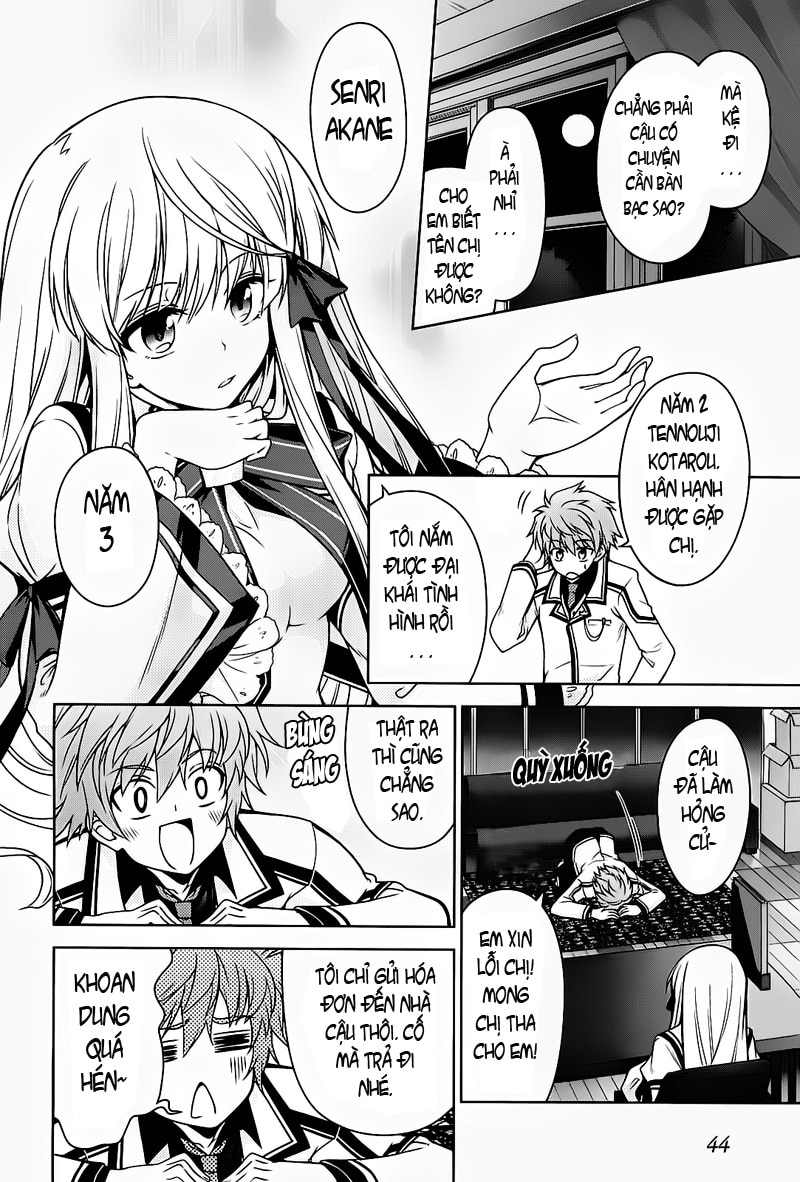 MÀ
KỆ
ĐI
. . .
CHẲNG PHẢI
CẬU CÓ
CHUYỆN
CẦN BÀN
BẠC SAO?
À
PHẢI
NHỈ
. . .
CHO
EM BIẾT
TÊN CHỊ
ĐƯỢC
KHÔNG?
SENRI
AKANE
NĂM
3
NĂM 2
TENNOUJI
KOTAROU.
HÂN HẠNH
ĐƯỢC GẶP
CHỊ.
TÔI NẮM
ĐƯỢC ĐẠI
KHÁI TÌNH
HÌNH RỒI
. . .
CẬU
ĐÃ LÀM
HỎNG
CỬ~
QUỲ XUỐNG
EM XIN
LỖI CHỊ!
MONG
CHỊ THA
CHO EM!
THẬT RA
THÌ CŨNG
CHẲNG
SAO.
BÙNG
SÁNG
TÔI CHỈ GỬI HÓA
ĐƠN ĐẾN NHÀ
CẬU THÔI. CỐ
MÀ TRẢ ĐI
NHÉ.
KHOAN
DUNG
QUÁ
HÉN~
44